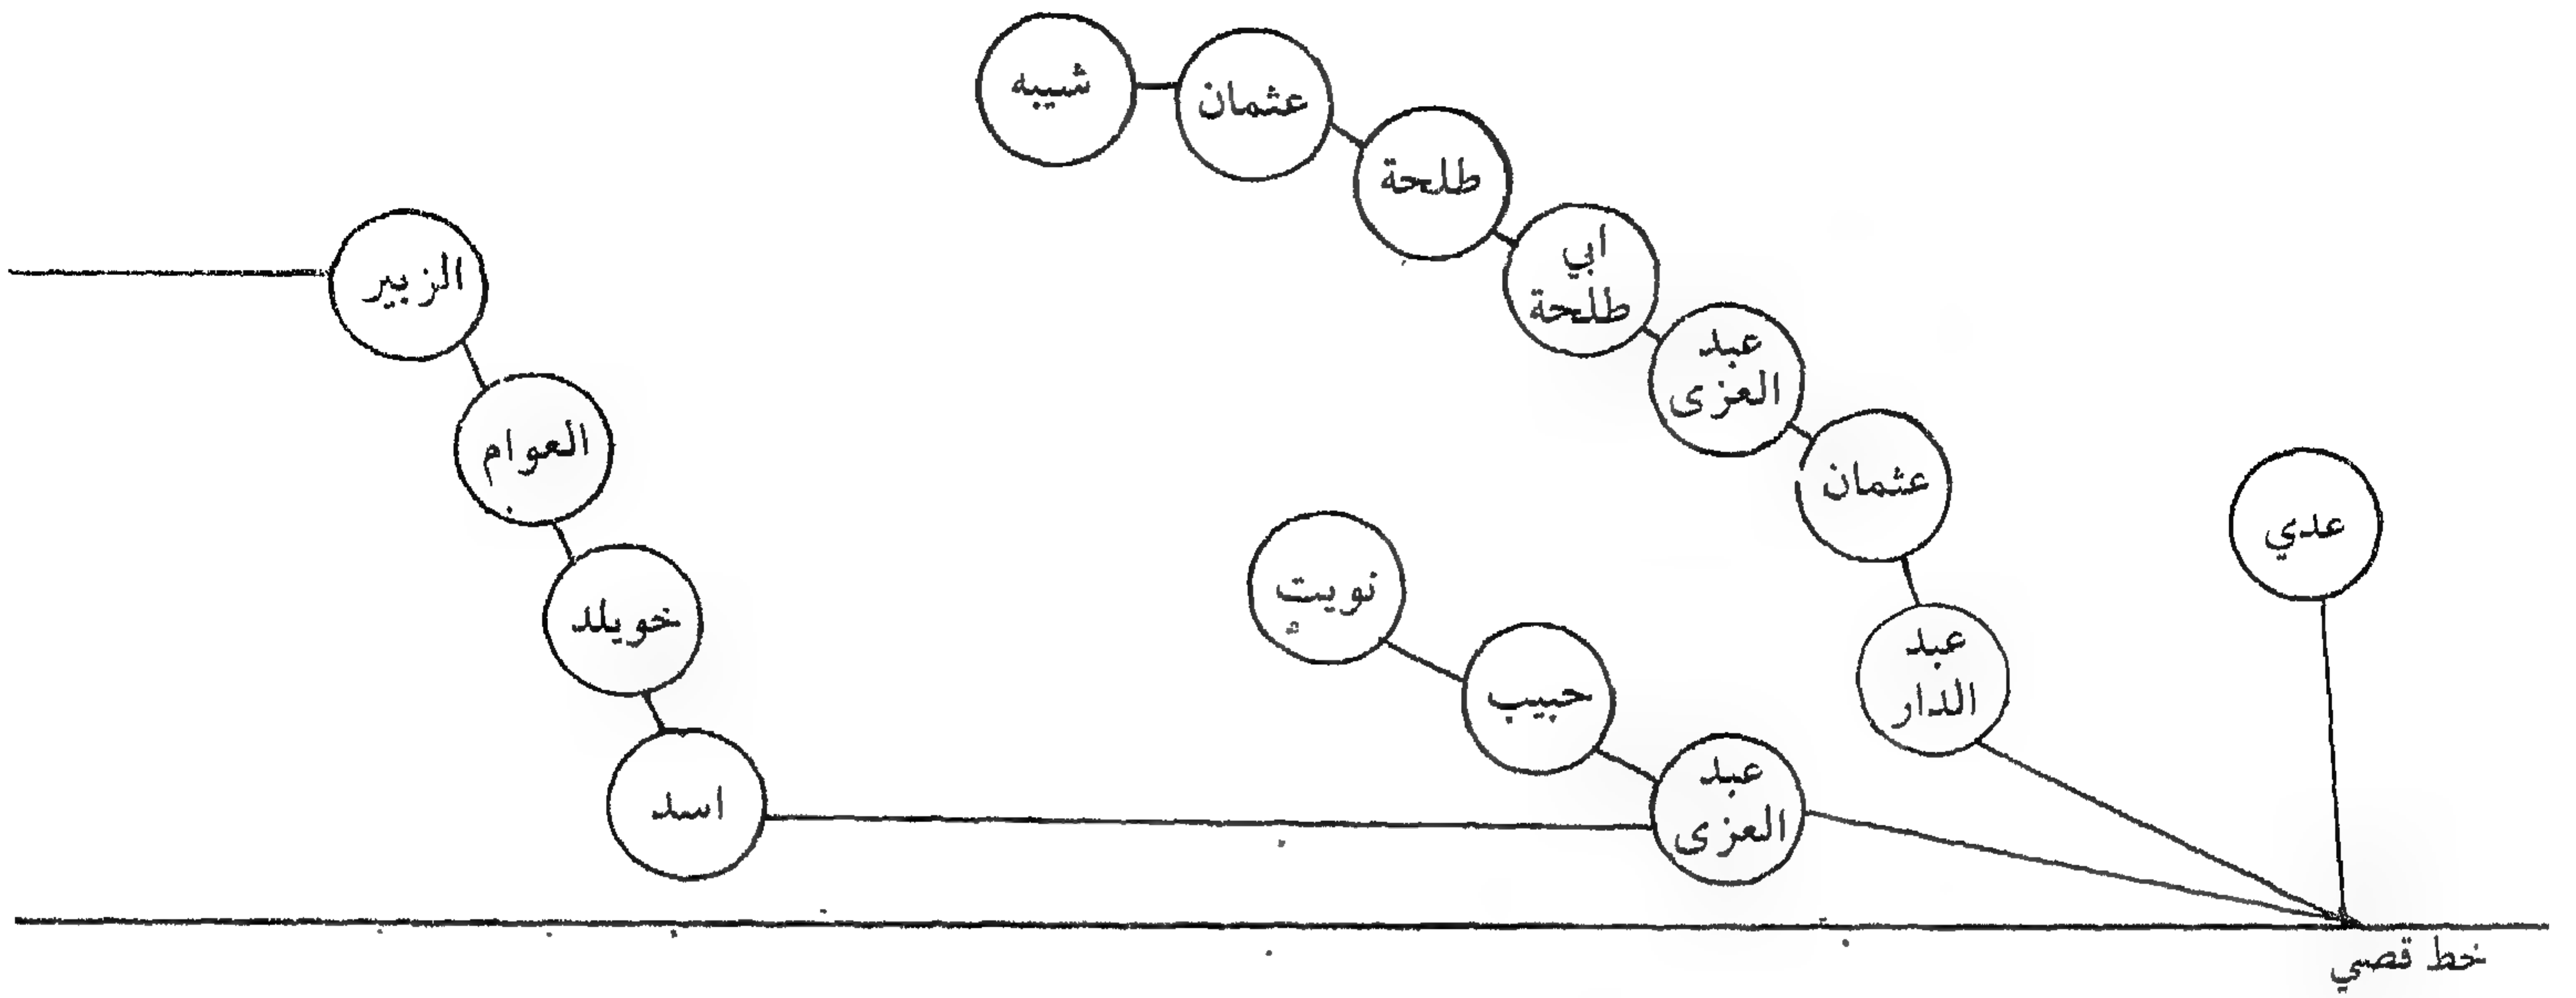 شيبه
عثمان
طلحة
ابي
طلحة
عبد
العزى
عثمان
عبد
الدار
عدي
الزبير
العوام
خويلد
اسد
نويت
حبيب
عبد
العزى
خط قصي